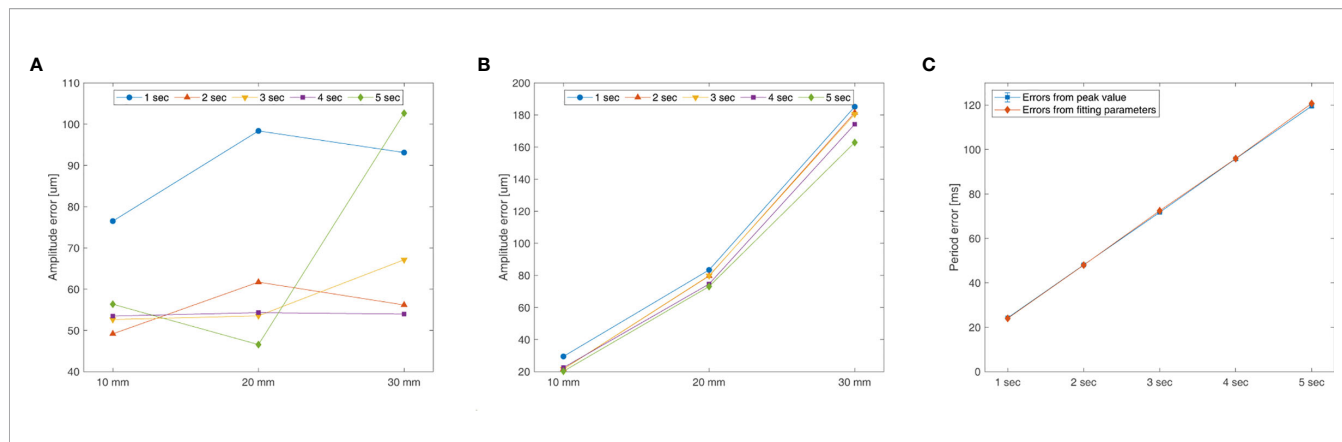 A
110
100
90
80
70
60
50
40
Amplitude error [um]
1 sec 2 sec 3 sec 4 sec 5 sec
10 mm 20 mm 30 mm
B
200
180
160
140
120
100
80
60
40
20
Amplitude error [um]
1 sec 2 sec 3 sec 4 sec 5 sec
10 mm 20 mm 30 mm
C
120
100
80
60
40
20
0
Period error [ms]
Errors from peak value
Errors from fitting parameters
1 sec 2 sec 3 sec 4 sec 5 sec